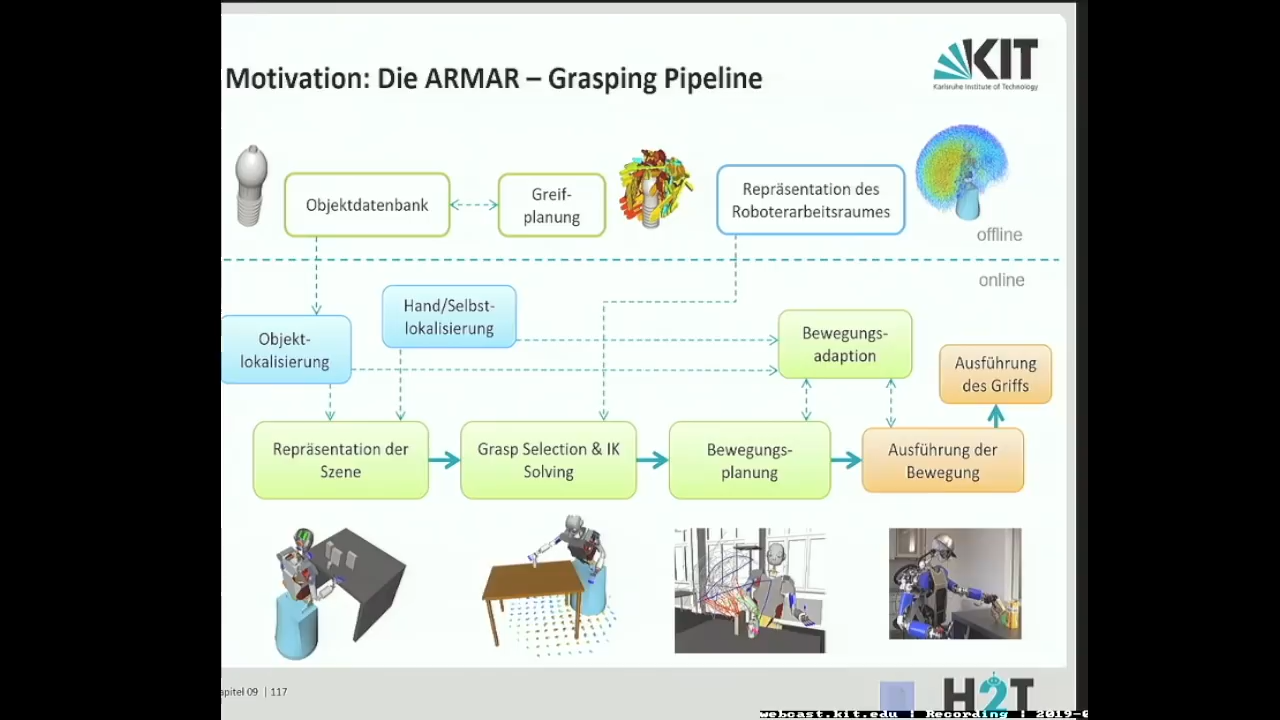 KIT
Karlsruhe Institute of Technology
Motivation: Die ARMAR – Grasping Pipeline
Objektdatenbank
Greif-
planung
Repräsentation des
Roboterarbeitsraumes
offline
online
Hand/Selbst-
lokalisierung
Objekt-
lokalisierung
Bewegungs-
adaption
Ausführung
des Griffs
Repräsentation der
Szene
Grasp Selection & IK
Solving
Bewegungs-
planung
Ausführung der
Bewegung
apitel 09 | 117
H2T
webcast.kit.edu | Recording | 2019-0